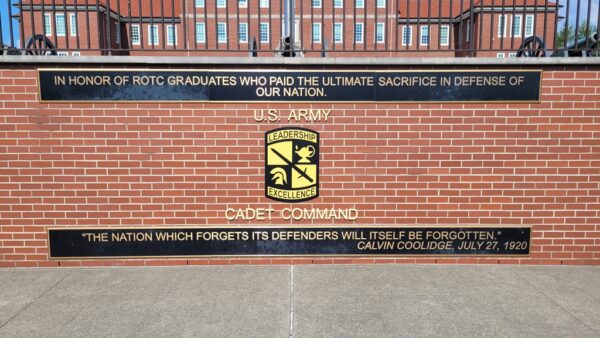 IN HONOR OF ROTC GRADUATES WHO PAID THE ULTIMATE SACRIFICE IN DEFENSE OF
OUR NATION.
U.S. ARMY
LEADERSHIP
EXCELLENCE
CADET COMMAND
"THE NATION WHICH FORGETS ITS DEFENDERS WILL ITSELF BE FORGOTTEN."
CALVIN COOLIDGE, JULY 27, 1920